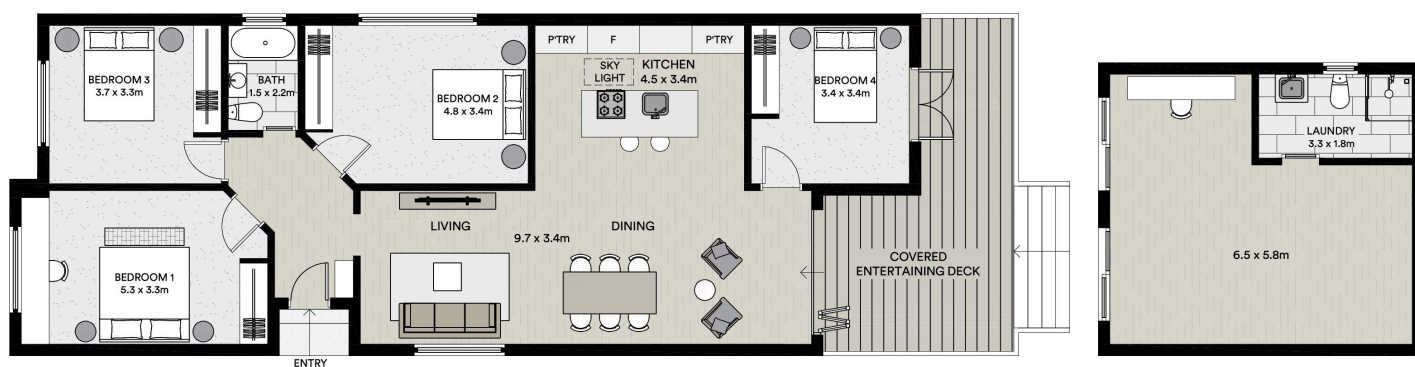 BEDROOM 3
3.7 x 3.3m
BATH
1.5 x 2.2m
BEDROOM 2
4.8 x 3.4m
P'TRY
F
P'TRY
SKY
LIGHT
KITCHEN
4.5 x 3.4m
BEDROOM 4
3.4 x 3.4m
LAUNDRY
3.3 x 1.8m
LIVING
DINING
9.7 x 3.4m
BEDROOM 1
5.3 x 3.3m
COVERED
ENTERTAINING DECK
6.5 x 5.8m
ENTRY